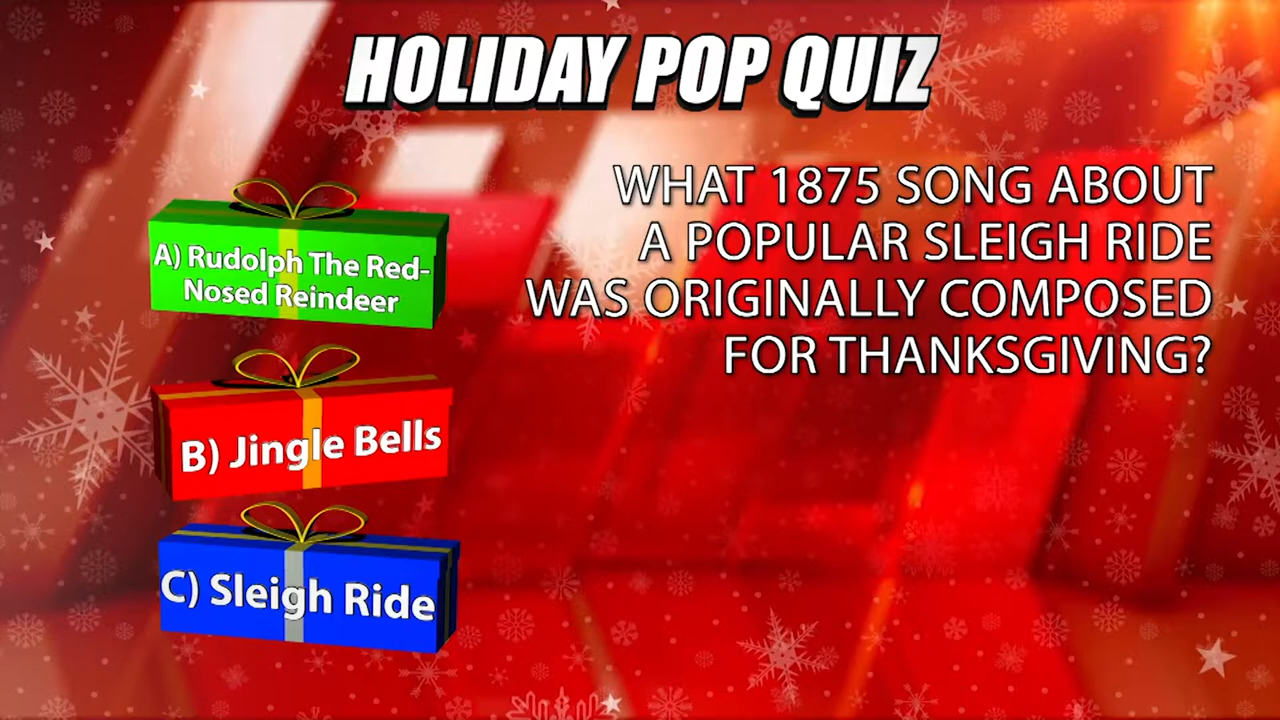 HOLIDAY POP QUIZ
WHAT 1875 SONG ABOUT
A POPULAR SLEIGH RIDE
WAS ORIGINALLY COMPOSED
FOR THANKSGIVING?
A) Rudolph The Red-
Nosed Reindeer
B) Jingle Bells
C) Sleigh Ride